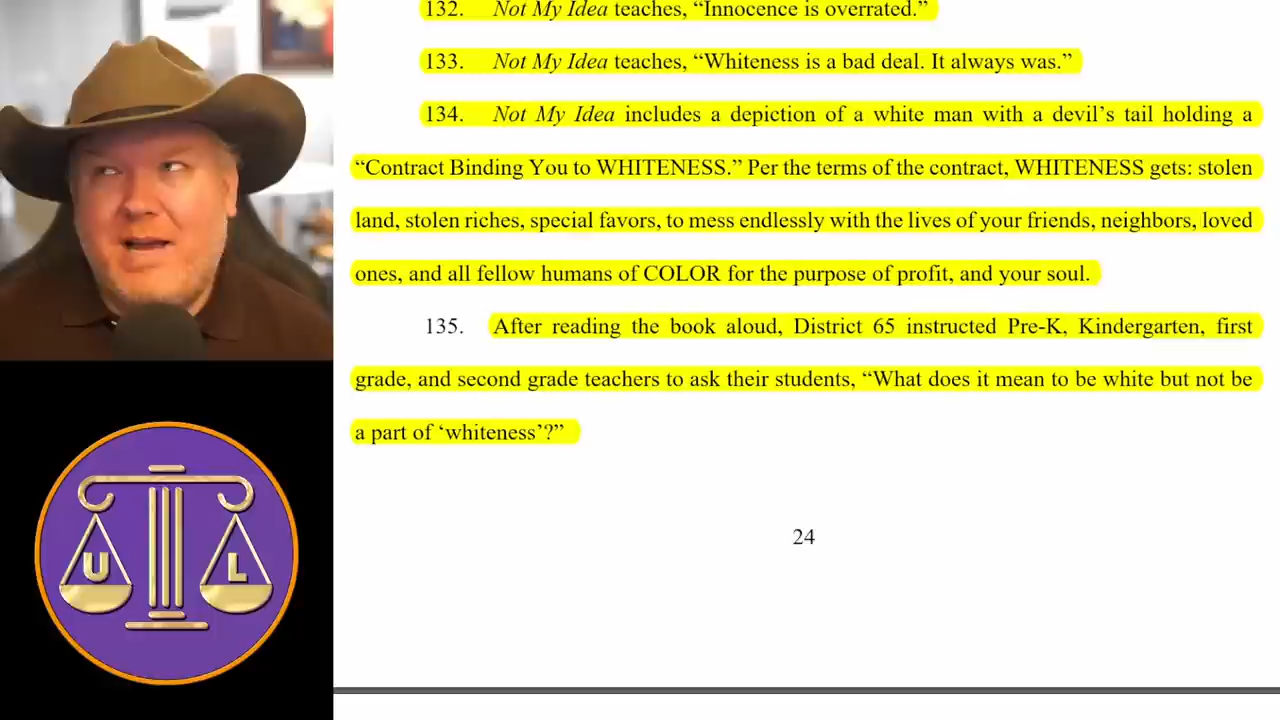 132. Not My Idea teaches, “Innocence is overrated.”
133. Not My Idea teaches, “Whiteness is a bad deal. It always was.”
134. Not My Idea includes a depiction of a white man with a devil’s tail holding a
“Contract Binding You to WHITENESS.” Per the terms of the contract, WHITENESS gets: stolen
land, stolen riches, special favors, to mess endlessly with the lives of your friends, neighbors, loved
ones, and all fellow humans of COLOR for the purpose of profit, and your soul.
135. After reading the book aloud, District 65 instructed Pre-K, Kindergarten, first
grade, and second grade teachers to ask their students, “What does it mean to be white but not be
a part of ‘whiteness’?”
24
U L